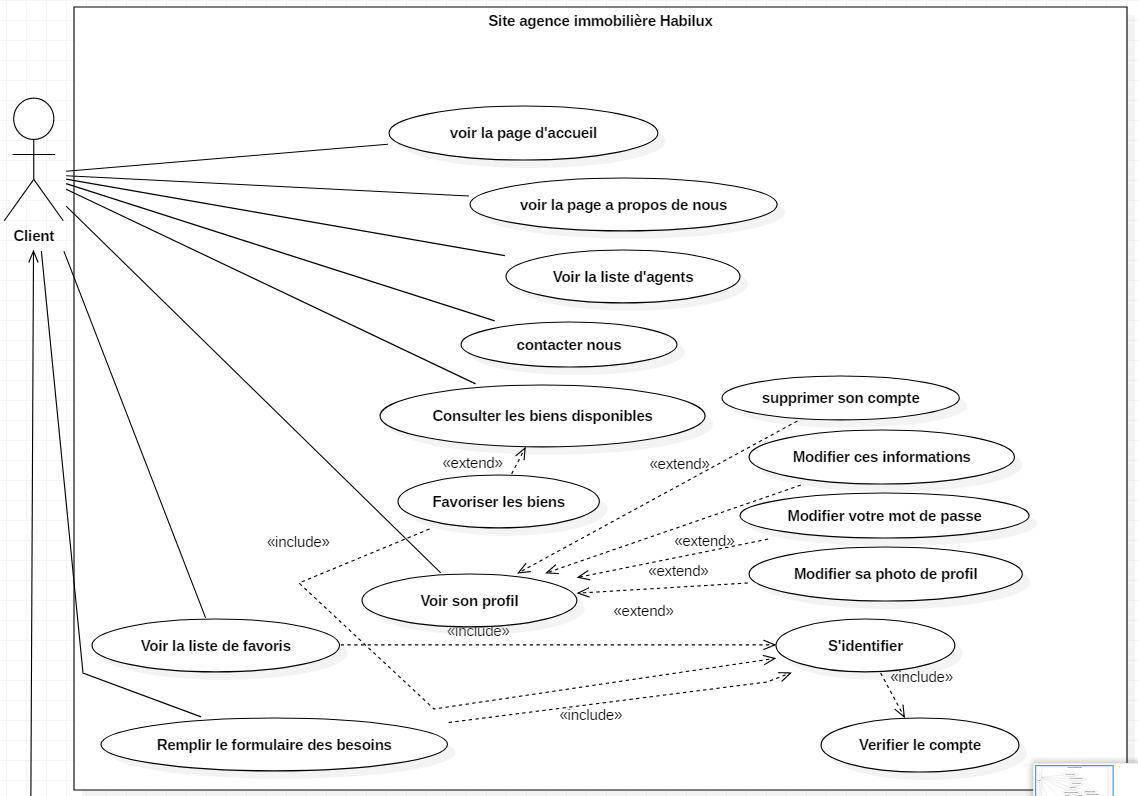 Site agence immobilière Habilux
voir la page d'accueil
voir la page a propos de nous
Client
Voir la liste d'agents
contacter nous
supprimer son compte
Consulter les biens disponibles
Modifier ces informations
«extend»
«extend»
Favoriser les biens
Modifier votre mot de passe
«include»
«extend»
«extend»
Modifier sa photo de profil
Voir son profil
«extend»
«include»
Voir la liste de favoris
S'identifier
«include»
«include»
Remplir le formulaire des besoins
Verifier le compte